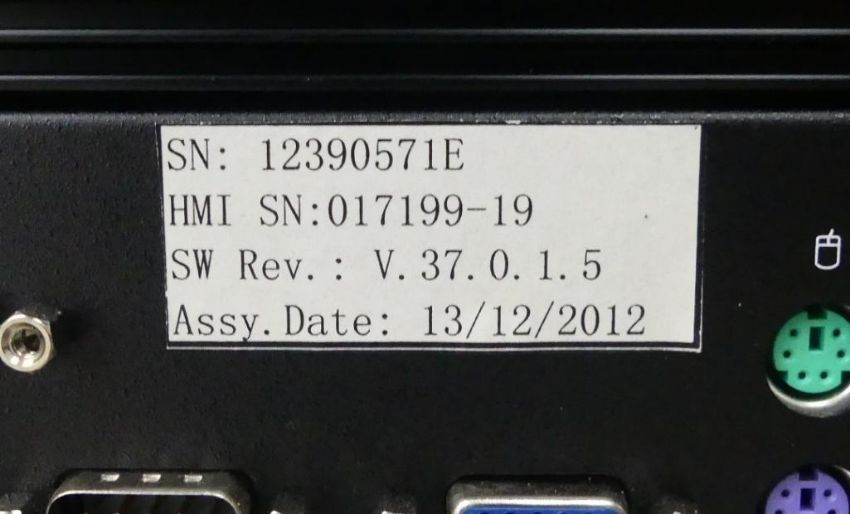 SN: 12390571E
HMI SN:017199-19
SW Rev.: V.37.0.1.5
Assy.Date: 13/12/2012